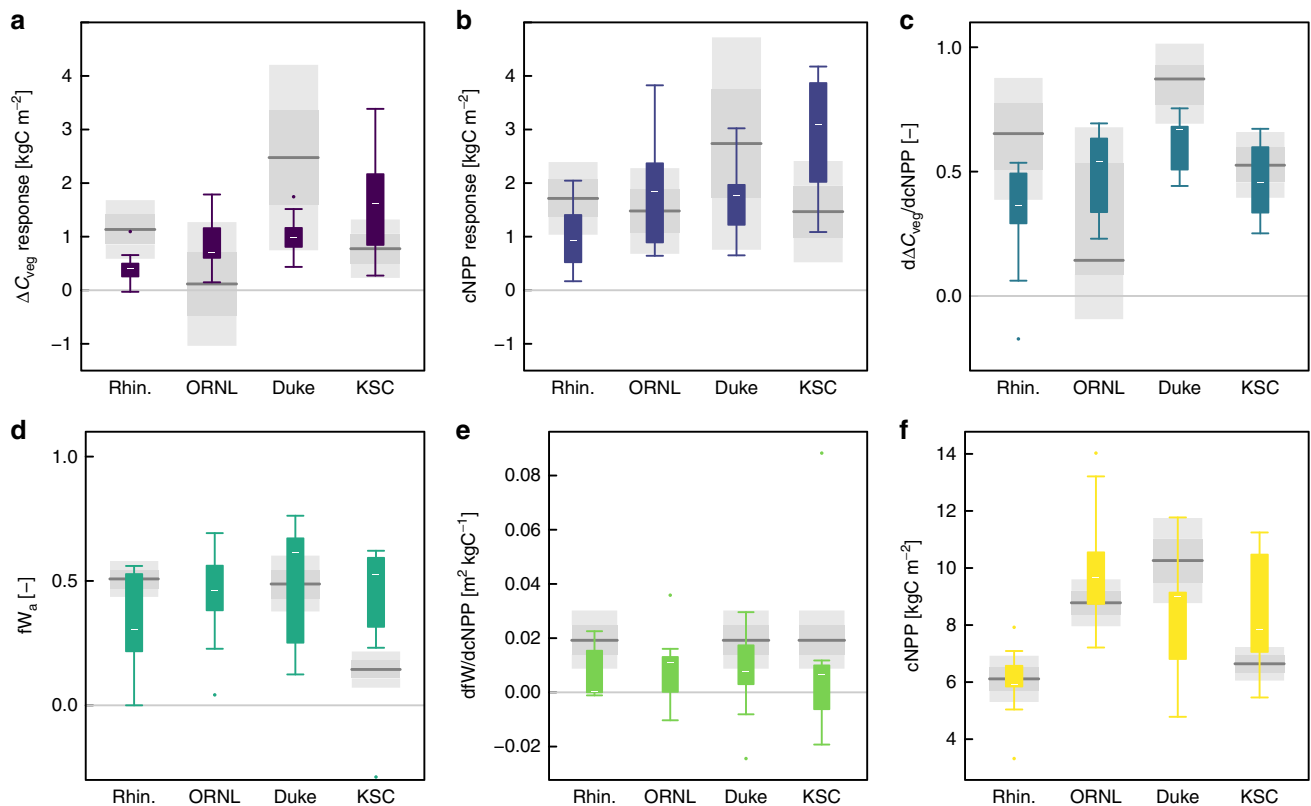 a
ΔCveg response [kgC m−2]
4
3
2
1
0
−1
Rhin. ORNL Duke KSC
b
cNPP response [kgC m−2]
4
3
2
1
0
−1
Rhin. ORNL Duke KSC
c
dΔCveg/dcNPP [−]
1.0
0.5
0.0
Rhin. ORNL Duke KSC
d
fWa [−]
1.0
0.5
0.0
Rhin. ORNL Duke KSC
e
dfW/dcNPP [m2 kgC−1]
0.08
0.06
0.04
0.02
0.00
−0.02
Rhin. ORNL Duke KSC
f
cNPP [kgC m−2]
14
12
10
8
6
4
Rhin. ORNL Duke KSC